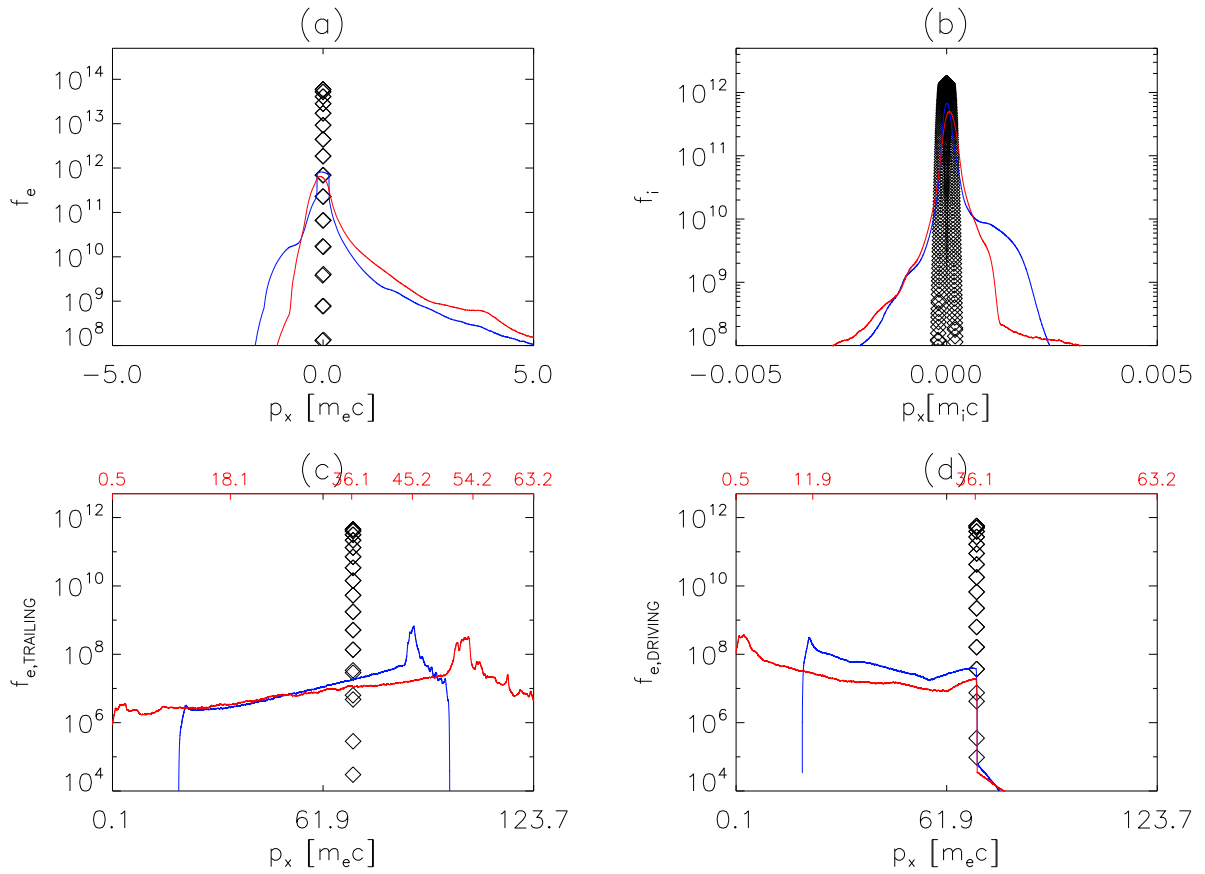 (a)
10^14
10^13
10^12
10^11
10^10
10^9
10^8
f_e
−5.0 0.0 5.0
p_x [m_e c]
(b)
10^12
10^11
10^10
10^9
10^8
f_i
−0.005 0.000 0.005
p_x[m_i c]
(c)
0.5 18.1 36.1 45.2 54.2 63.2
10^12
10^10
10^8
10^6
10^4
f_e,TRAILING
0.1 61.9 123.7
p_x [m_e c]
(d)
0.5 11.9 36.1 63.2
10^12
10^10
10^8
10^6
10^4
f_e,DRIVING
0.1 61.9 123.7
p_x [m_e c]